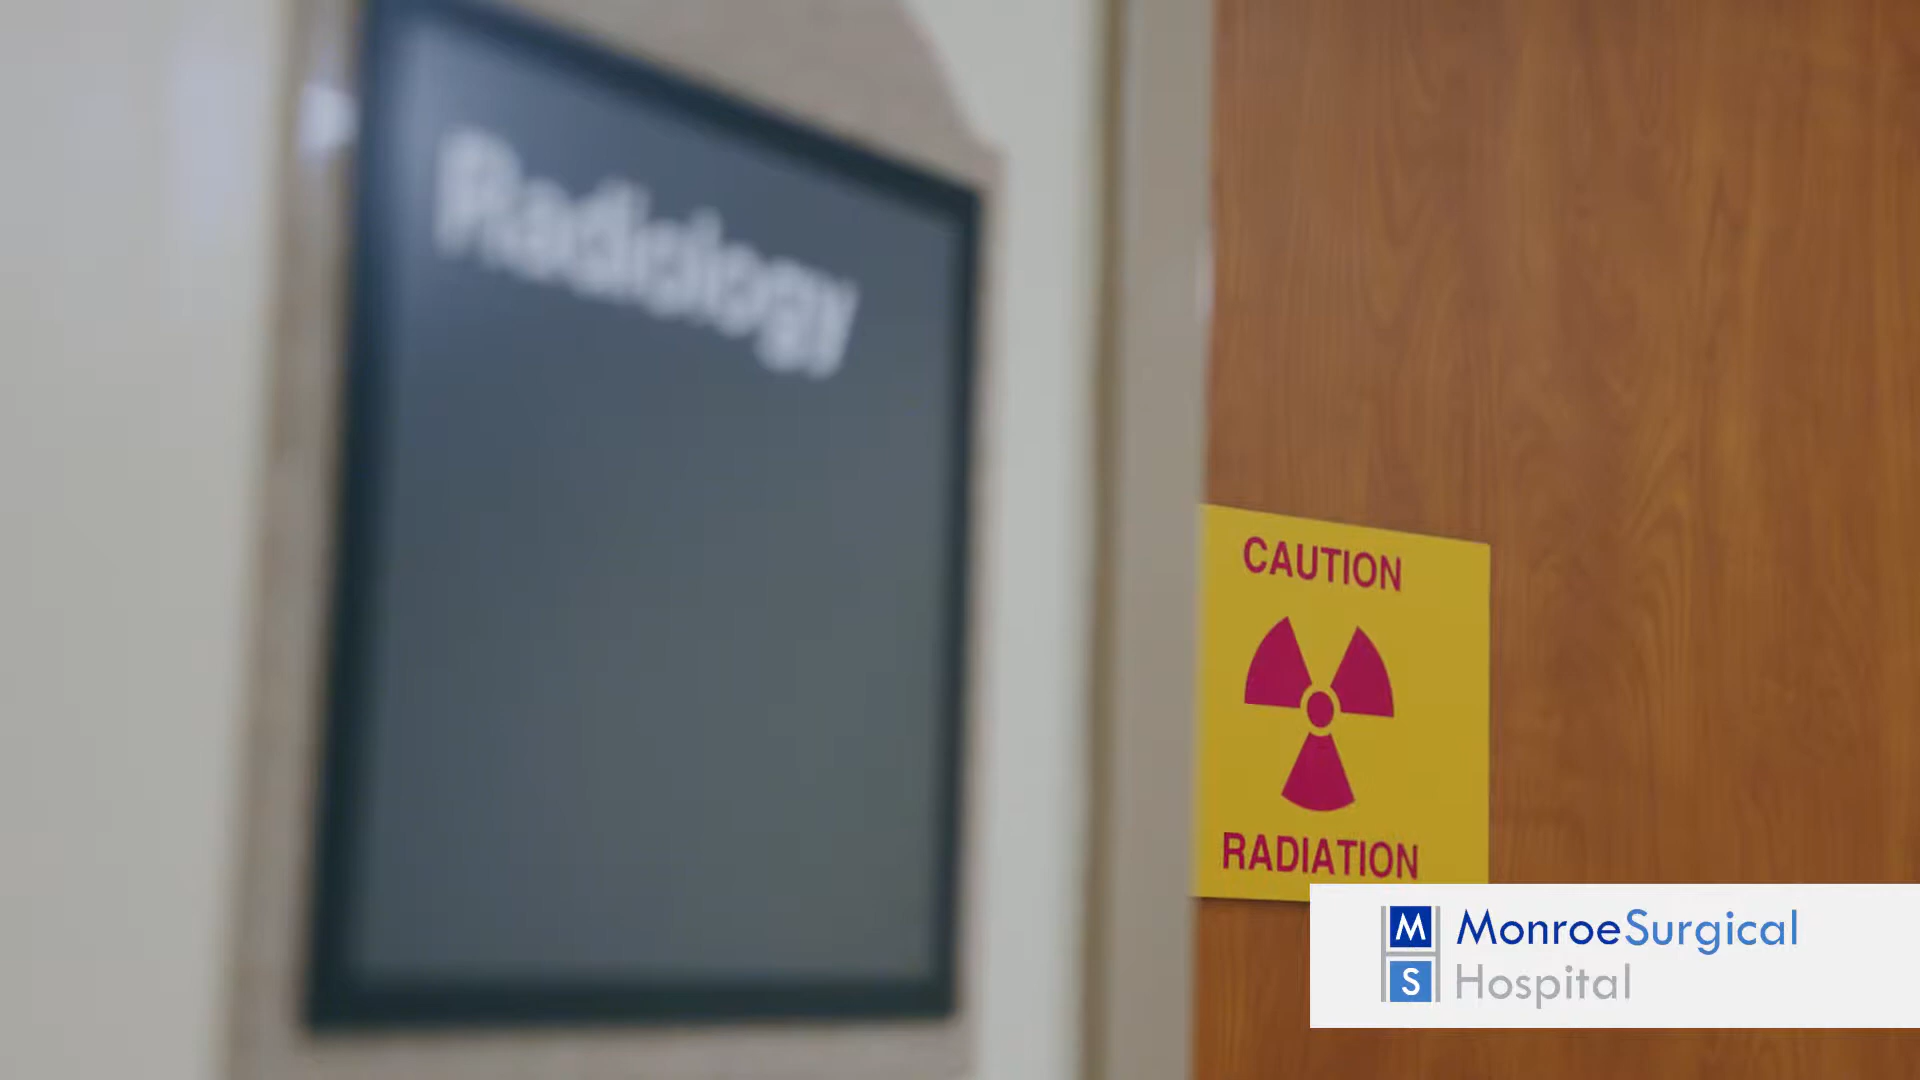 Radiology
CAUTION
RADIATION
M MonroeSurgical
S Hospital